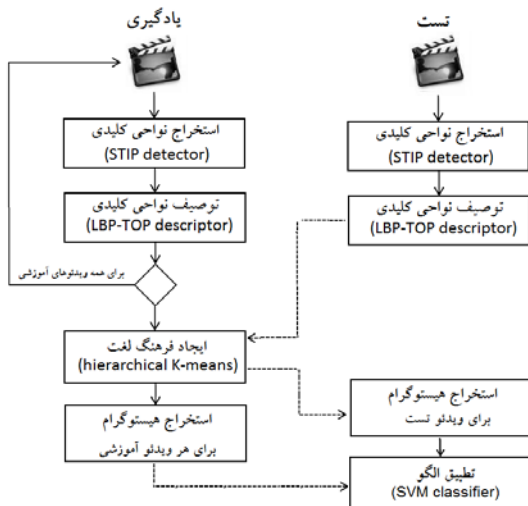 یادگیری
استخراج نواحی کلیدی
(STIP detector)
توصیف نواحی کلیدی
(LBP-TOP descriptor)
برای همه ویدئوهای آموزشی
ایجاد فرهنگ لغت
(hierarchical K-means)
استخراج هیستوگرام
برای هر ویدئو آموزشی
تست
استخراج نواحی کلیدی
(STIP detector)
توصیف نواحی کلیدی
(LBP-TOP descriptor)
استخراج هیستوگرام
برای ویدئو تست
تطبیق الگو
(SVM classifier)